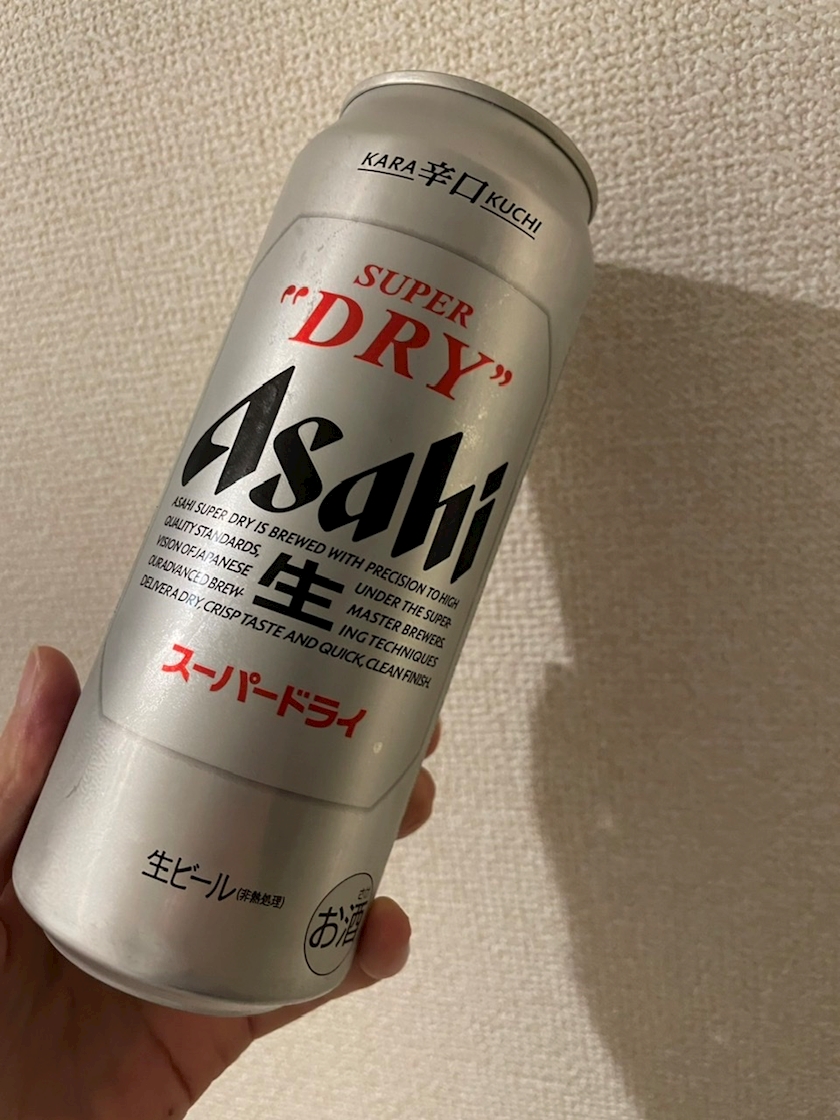 KARA 辛口 KUCHI
SUPER
"DRY"
Asahi
ASAHI SUPER DRY IS BREWED WITH PRECISION TO HIGH
QUALITY STANDARDS, UNDER THE SUPER-
VISION OF JAPANESE MASTER BREWERS.
OUR ADVANCED BREW- ING TECHNIQUES
DELIVER A DRY, CRISP TASTE AND QUICK, CLEAN FINISH.
生
スーパードライ
生ビール(非熱処理)
お酒